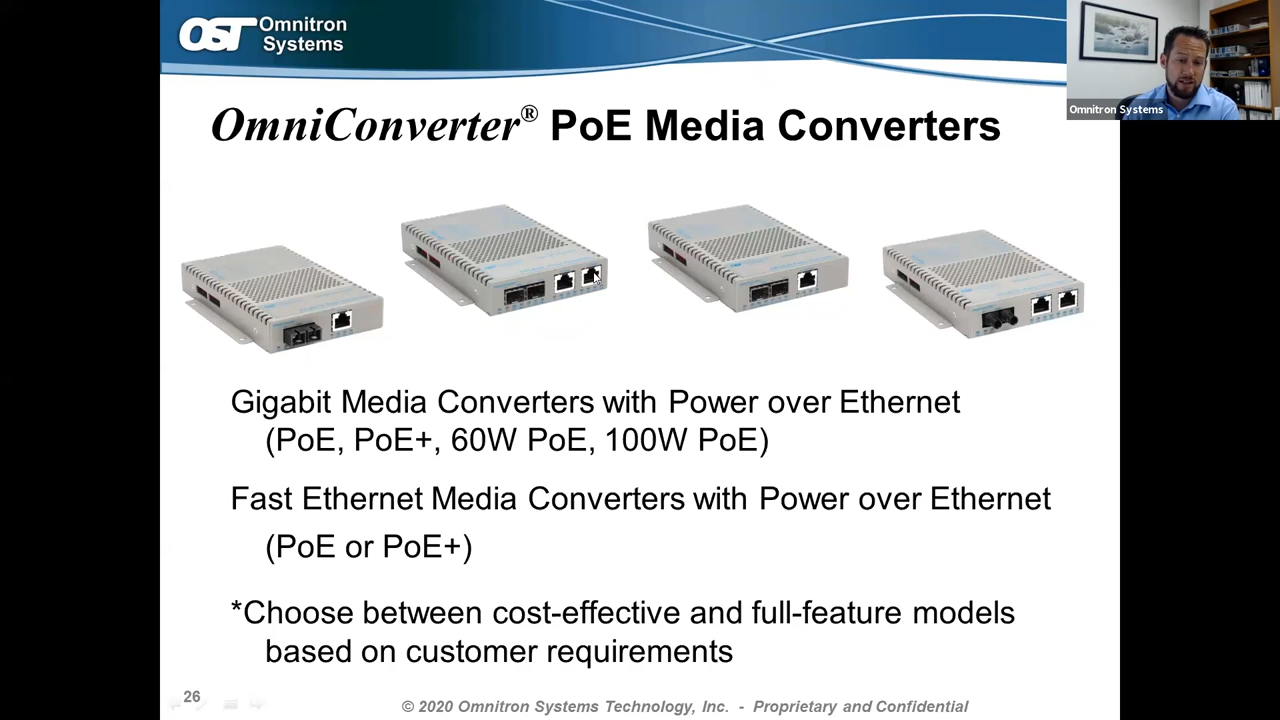 OST Omnitron
Systems
Omnitron Systems
OmniConverter® PoE Media Converters
Gigabit Media Converters with Power over Ethernet
(PoE, PoE+, 60W PoE, 100W PoE)
Fast Ethernet Media Converters with Power over Ethernet
(PoE or PoE+)
*Choose between cost-effective and full-feature models
based on customer requirements
26
© 2020 Omnitron Systems Technology, Inc. - Proprietary and Confidential